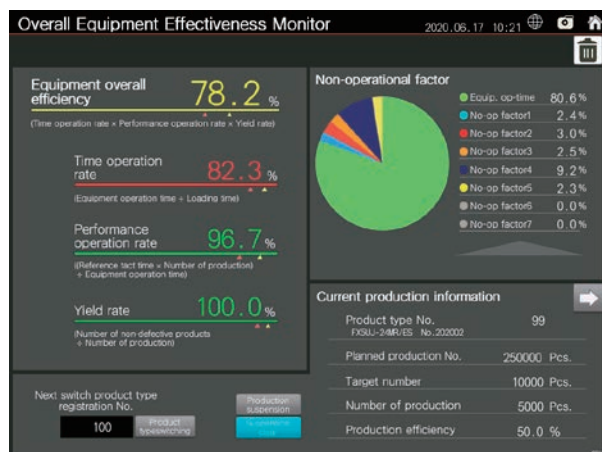 Overall Equipment Effectiveness Monitor
2020.06.17 10:21
Equipment overall
efficiency
78.2 %
(Time operation rate × Performance operation rate × Yield rate)
Time operation
rate
82.3 %
(Equipment operation time ÷ Loading time)
Performance
operation rate
96.7 %
((Reference tact time × Number of production)
÷ Equipment operation time)
Yield rate
100.0 %
(Number of non-defective products
÷ Number of production)
Next switch product type
registration No.
100
Product
typeswitching
Production
suspension
Non-operational factor
Equip. op-time 80.6%
No-op factor1 2.4%
No-op factor2 3.0%
No-op factor3 2.5%
No-op factor4 9.2%
No-op factor5 2.3%
No-op factor6 0.0%
No-op factor7 0.0%
Current production information
Product type No. 99
FX5UJ-24MR/ES No.202002
Planned production No. 250000 Pcs.
Target number 10000 Pcs.
Number of production 5000 Pcs.
Production efficiency 50.0 %